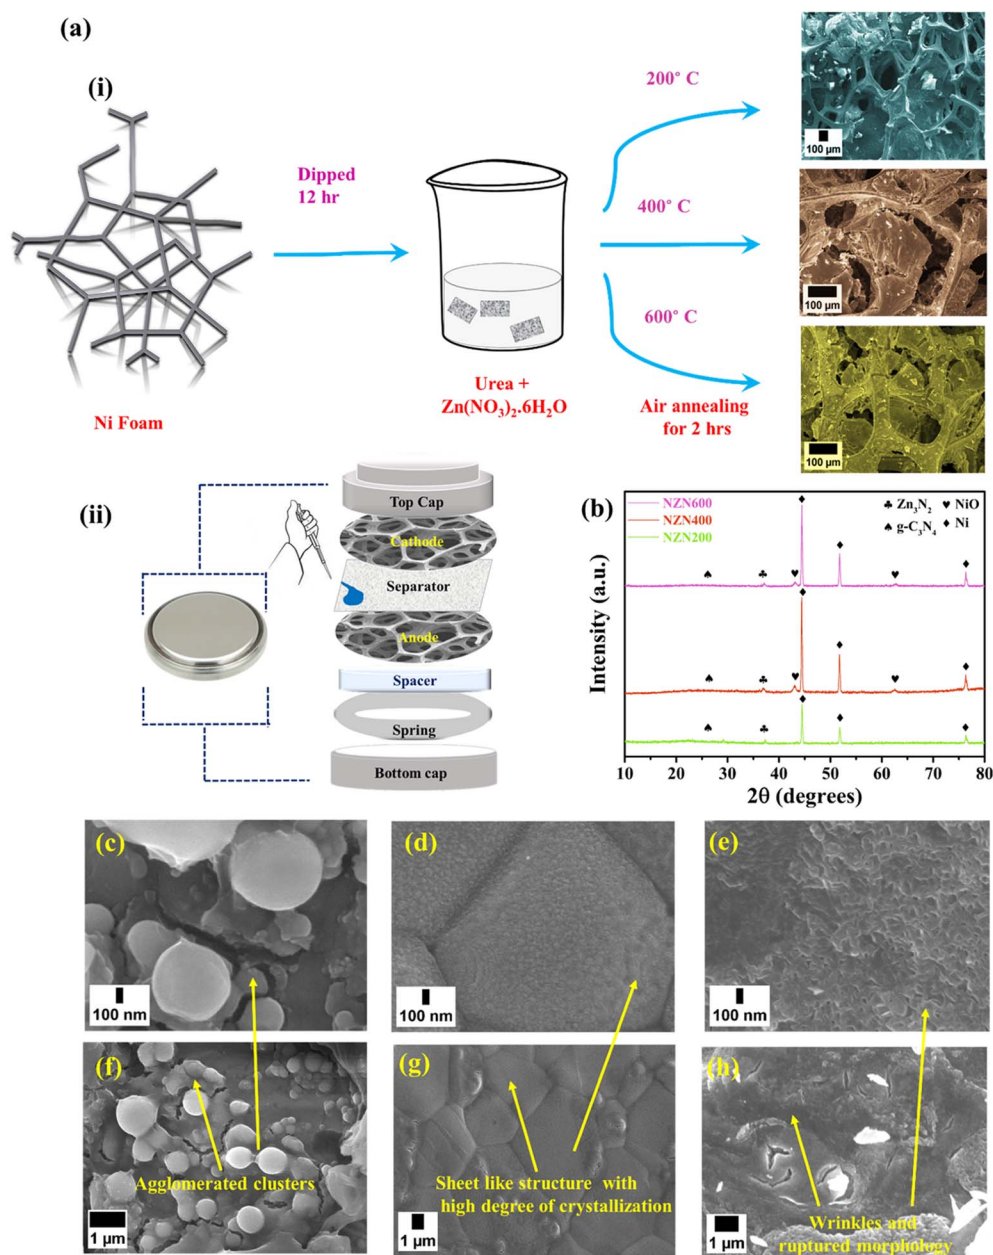 (a)
(i)
200° C
Dipped
12 hr
400° C
600° C
Ni Foam
Urea +
Zn(NO3)2.6H2O
Air annealing
for 2 hrs
100 μm
100 μm
100 μm
(ii)
Top Cap
Cathode
Separator
Anode
Spacer
Spring
Bottom cap
(b)
NZN600
NZN400
NZN200
♣ Zn3N2 ♥ NiO
♠ g-C3N4 ♦ Ni
Intensity (a.u.)
10 20 30 40 50 60 70 80
2θ (degrees)
(c)
100 nm
(d)
100 nm
(e)
100 nm
(f)
Agglomerated clusters
1 μm
(g)
Sheet like structure with
high degree of crystallization
1 μm
(h)
Wrinkles and
ruptured morphology
1 μm